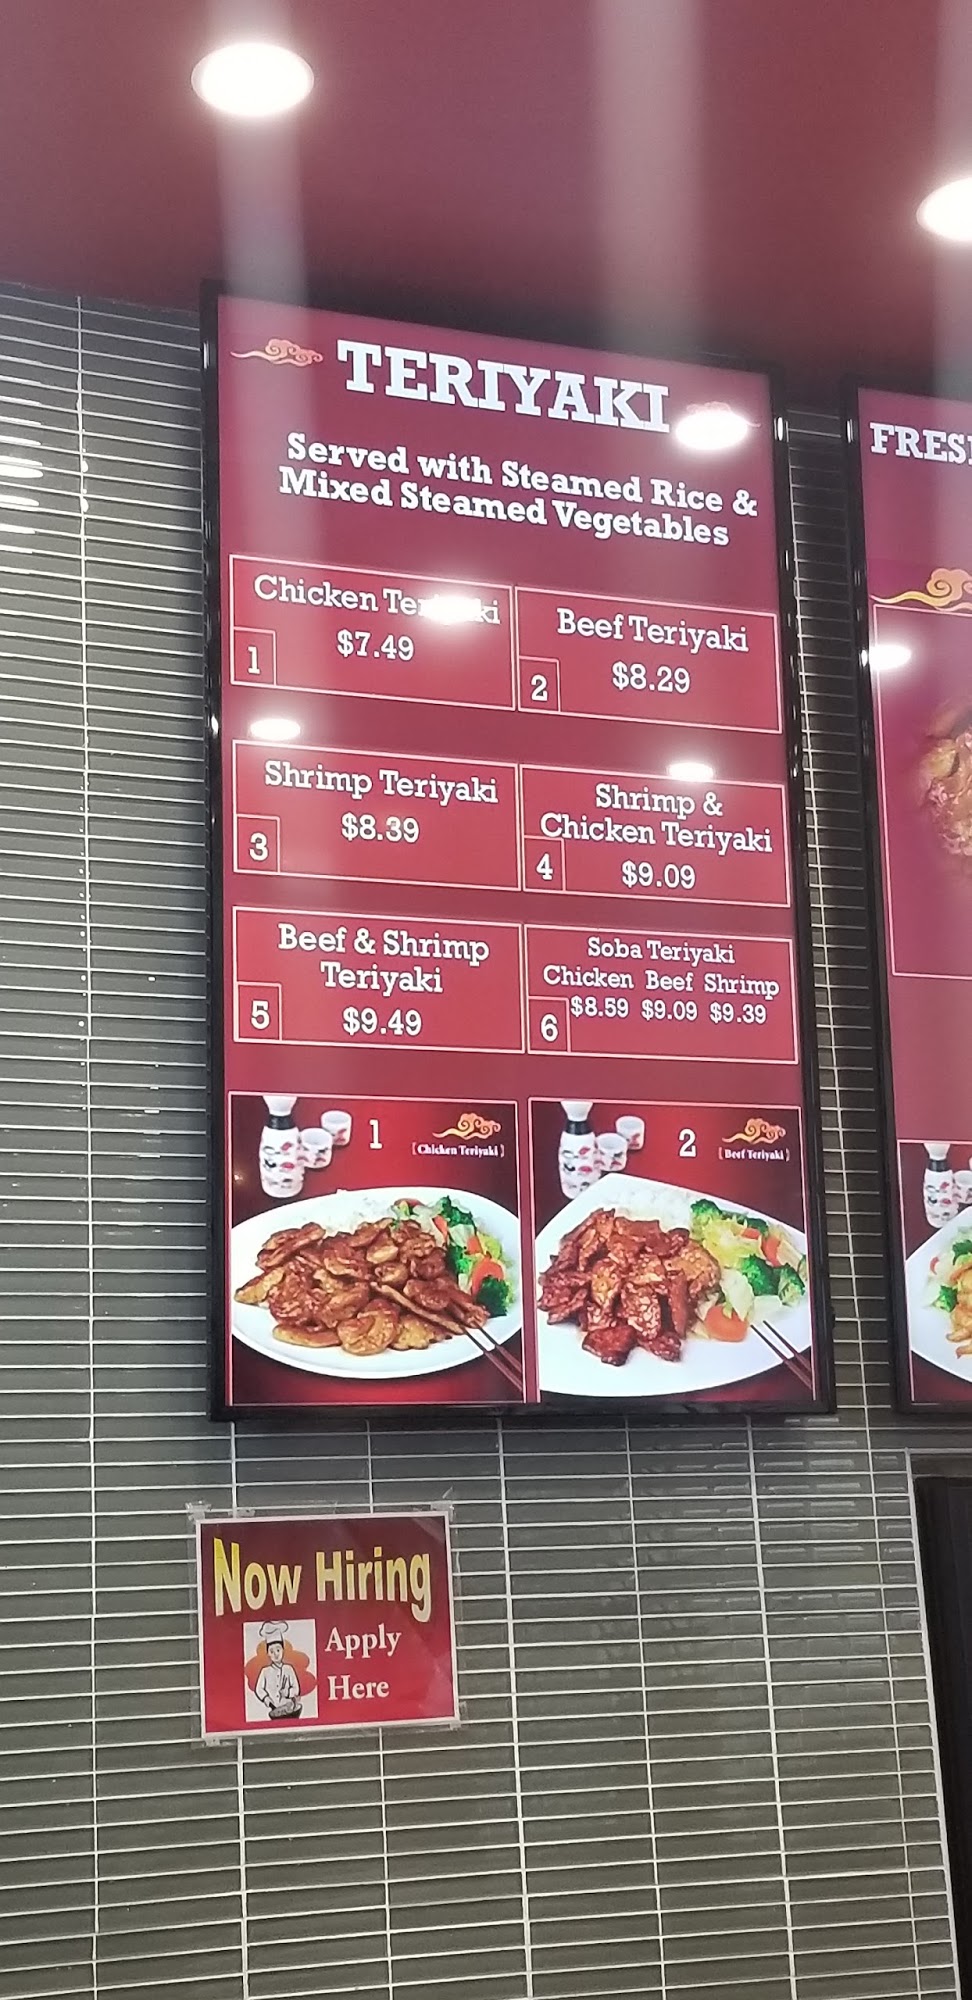 TERIYAKI
Served with Steamed Rice &
Mixed Steamed Vegetables
Chicken Teriyaki
$7.49
1
Beef Teriyaki
$8.29
2
Shrimp Teriyaki
$8.39
3
Shrimp &
Chicken Teriyaki
$9.09
4
Beef & Shrimp
Teriyaki
$9.49
5
Soba Teriyaki
Chicken Beef Shrimp
$8.59 $9.09 $9.39
6
1
[Chicken Teriyaki]
2
[Beef Teriyaki]
Now Hiring
Apply
Here